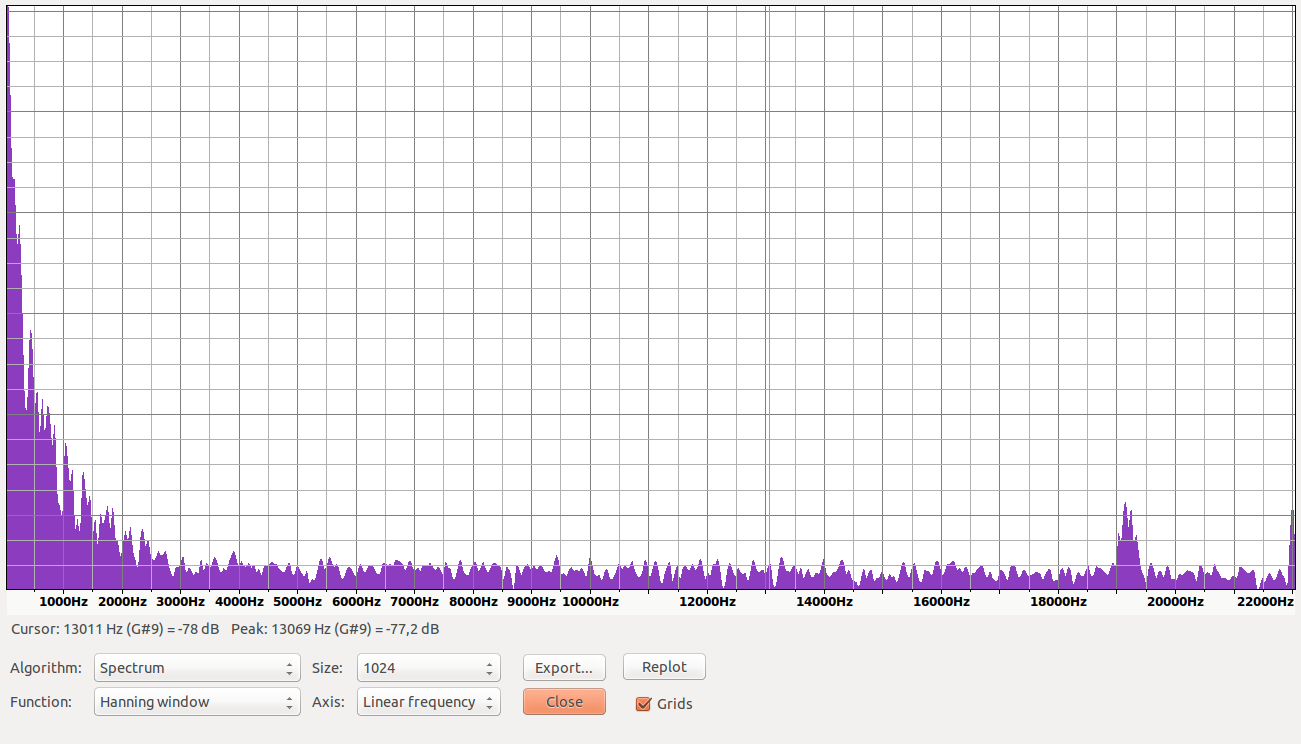 1000Hz 2000Hz 3000Hz 4000Hz 5000Hz 6000Hz 7000Hz 8000Hz 9000Hz 10000Hz 12000Hz 14000Hz 16000Hz 18000Hz 20000Hz 22000Hz
Cursor: 13011 Hz (G#9) = -78 dB Peak: 13069 Hz (G#9) = -77,2 dB
Algorithm: Spectrum Size: 1024 Export... Replot
Function: Hanning window Axis: Linear frequency Close Grids